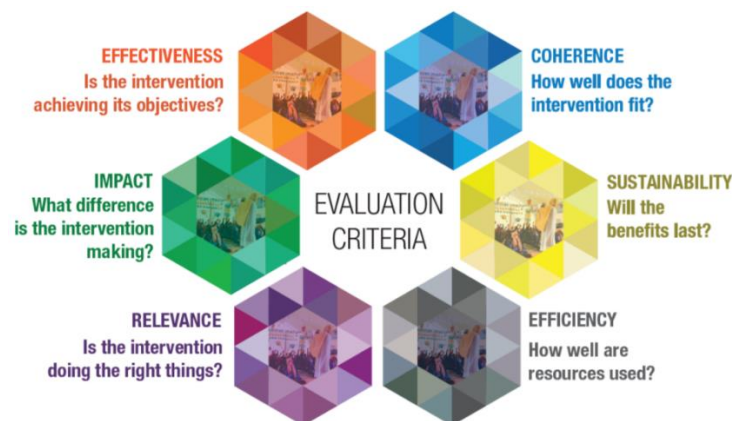 EFFECTIVENESS
Is the intervention
achieving its objectives?
COHERENCE
How well does the
intervention fit?
IMPACT
What difference
is the intervention
making?
EVALUATION
CRITERIA
SUSTAINABILITY
Will the
benefits last?
RELEVANCE
Is the intervention
doing the right things?
EFFICIENCY
How well are
resources used?